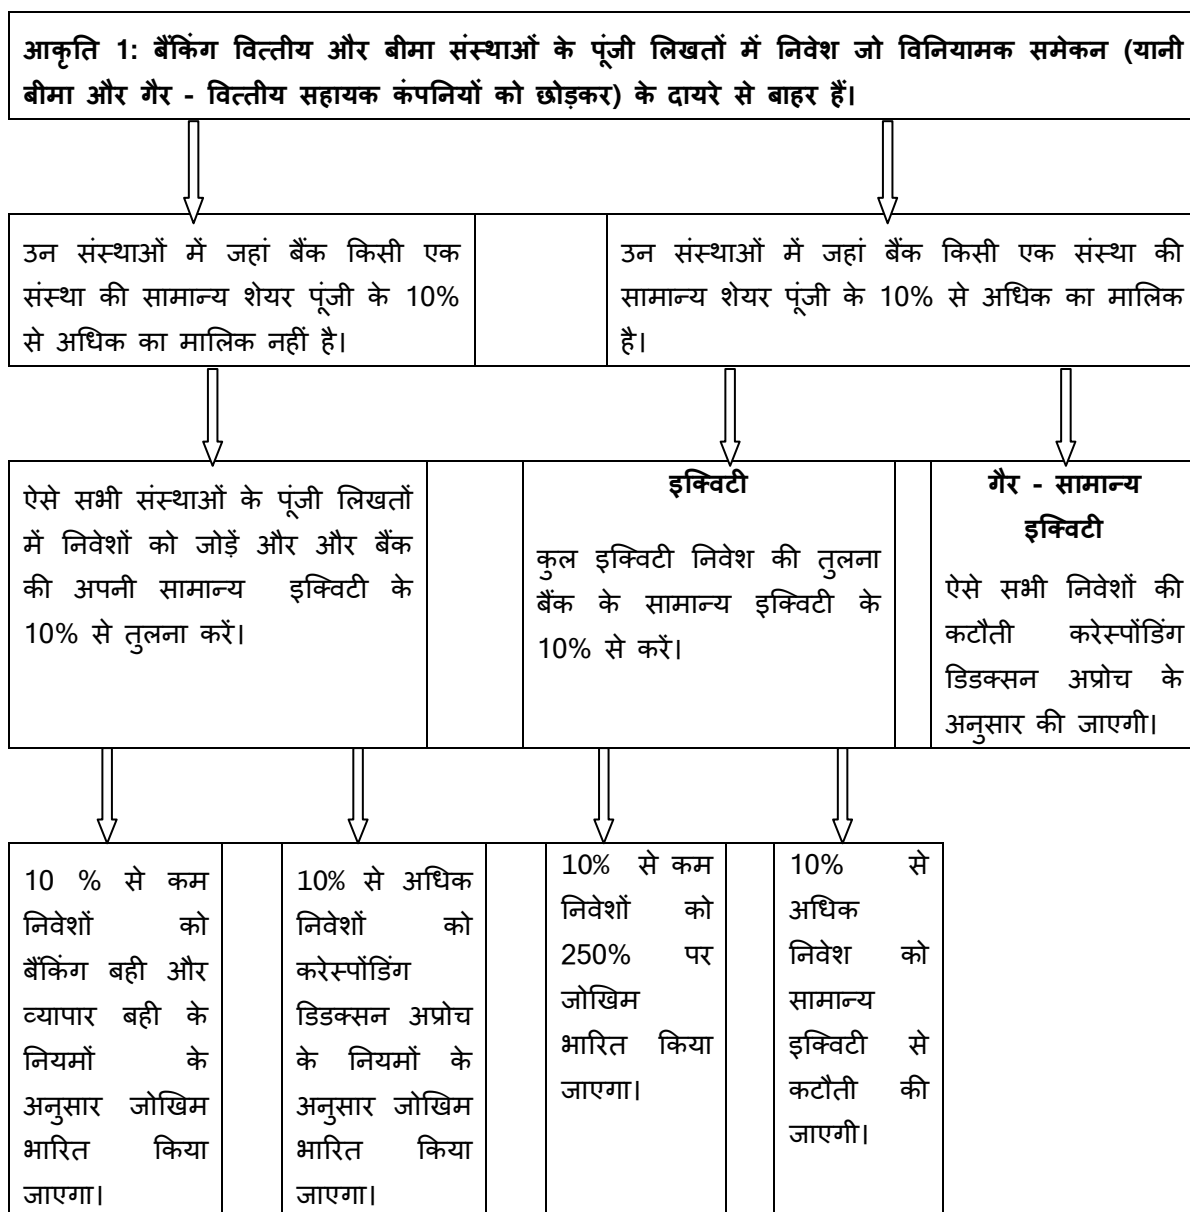 आकृति 1: बैंकिंग वित्तीय और बीमा संस्थाओं के पूंजी लिखतों में निवेश जो विनियामक समेकन (यानी
बीमा और गैर - वित्तीय सहायक कंपनियों को छोड़कर) के दायरे से बाहर हैं।
उन संस्थाओं में जहां बैंक किसी एक
संस्था की सामान्य शेयर पूंजी के 10%
से अधिक का मालिक नहीं है।
उन संस्थाओं में जहां बैंक किसी एक संस्था की
सामान्य शेयर पूंजी के 10% से अधिक का मालिक
है।
ऐसे सभी संस्थाओं के पूंजी लिखतों
में निवेशों को जोड़ें और और बैंक
की अपनी सामान्य इक्विटी के
10% से तुलना करें।
इक्विटी
कुल इक्विटी निवेश की तुलना
बैंक के सामान्य इक्विटी के
10% से करें।
गैर - सामान्य
इक्विटी
ऐसे सभी निवेशों की
कटौती करेस्पोंडिंग
डिडक्सन अप्रोच के
अनुसार की जाएगी।
10 % से कम
निवेशों को
बैंकिंग बही और
व्यापार बही के
नियमों के
अनुसार जोखिम
भारित किया
जाएगा।
10% से अधिक
निवेशों को
करेस्पोंडिंग
डिडक्सन अप्रोच
के नियमों के
अनुसार जोखिम
भारित किया
जाएगा।
10% से कम
निवेशों को
250% पर
जोखिम
भारित किया
जाएगा।
10% से
अधिक
निवेश को
सामान्य
इक्विटी से
कटौती की
जाएगी।